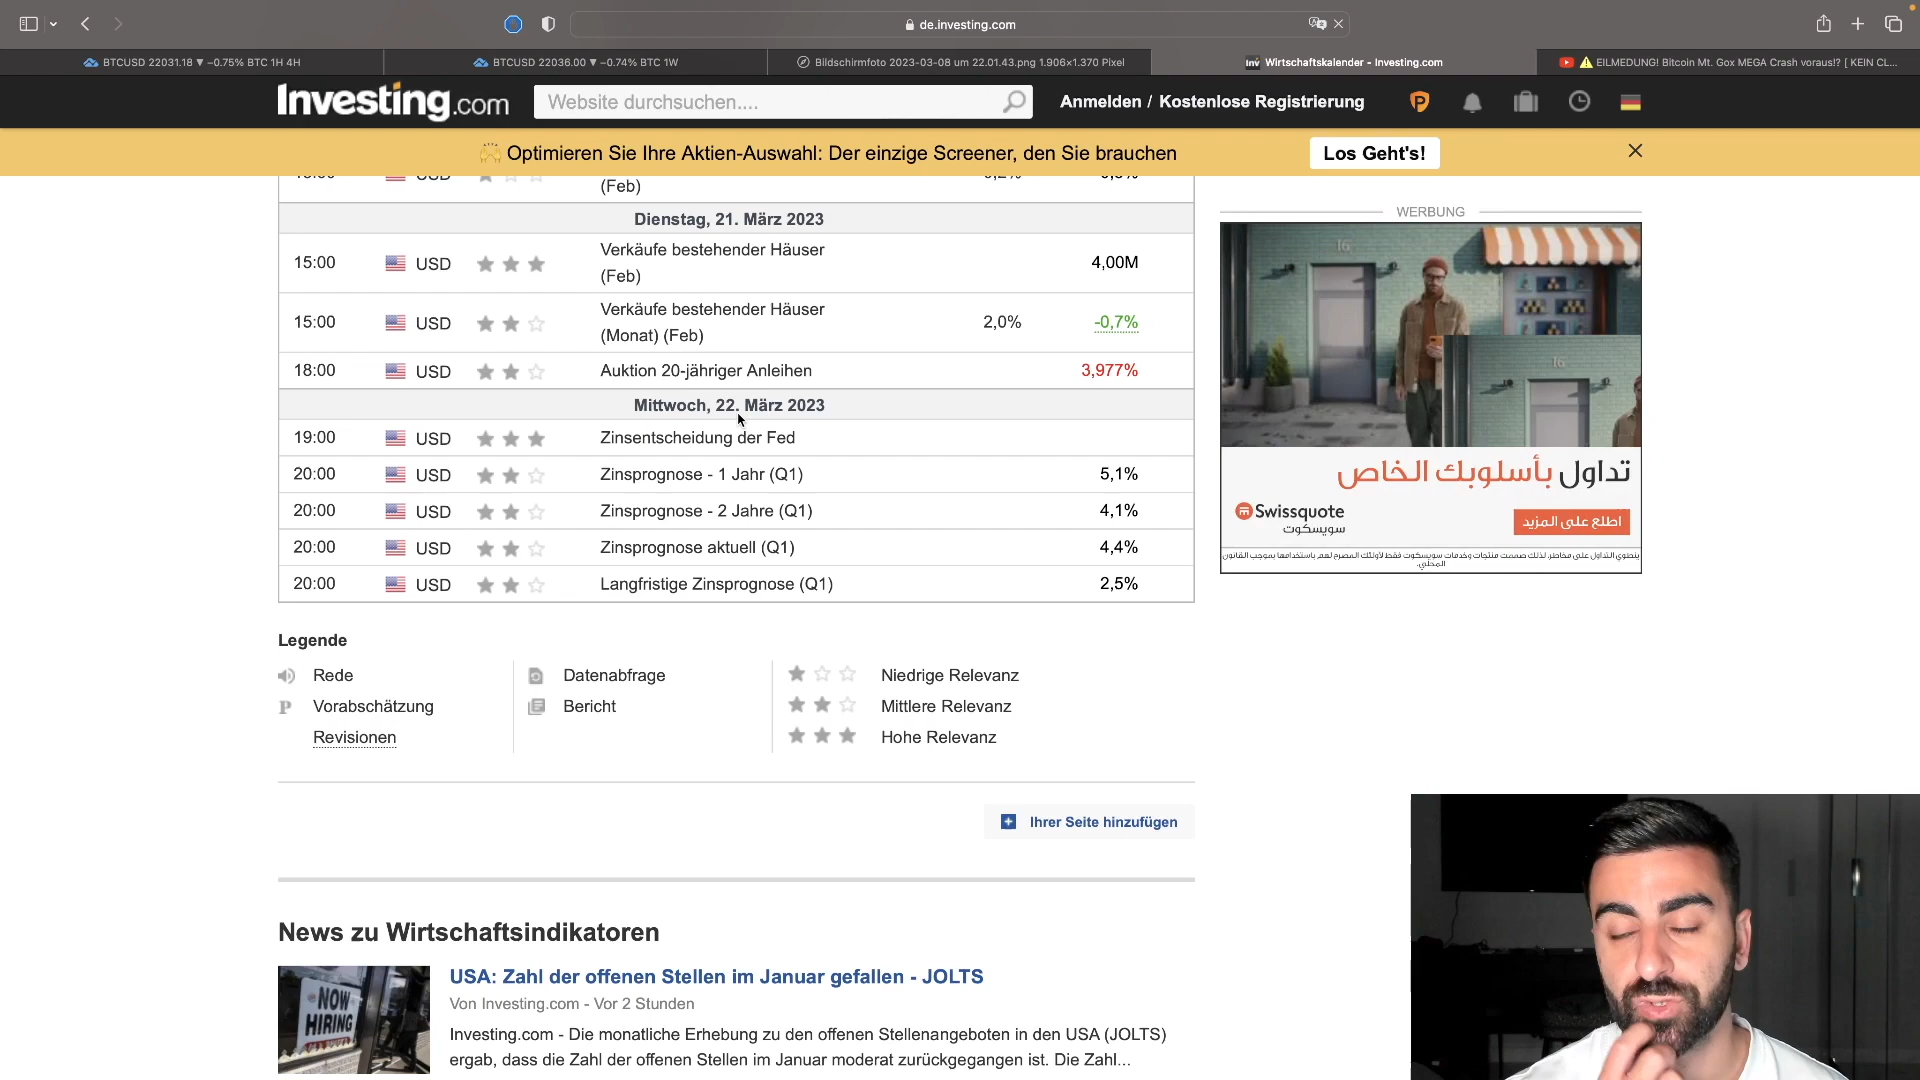 de.investing.com
BTCUSD 22031.18 ▼ −0.75% BTC 1H 4H
BTCUSD 22036.00 ▼ −0.74% BTC 1W
Bildschirmfoto 2023-03-08 um 22.01.43.png 1.906×1.370 Pixel
Wirtschaftskalender - Investing.com
EILMEDUNG! Bitcoin Mt. Gox MEGA Crash voraus!? [ KEIN CL...
Investing.com
Website durchsuchen....
Anmelden / Kostenlose Registrierung
Optimieren Sie Ihre Aktien-Auswahl: Der einzige Screener, den Sie brauchen
Los Geht's!
(Feb)
Dienstag, 21. März 2023
15:00 USD Verkäufe bestehender Häuser (Feb) 4,00M
15:00 USD Verkäufe bestehender Häuser (Monat) (Feb) 2,0% -0,7%
18:00 USD Auktion 20-jähriger Anleihen 3,977%
Mittwoch, 22. März 2023
19:00 USD Zinsentscheidung der Fed
20:00 USD Zinsprognose - 1 Jahr (Q1) 5,1%
20:00 USD Zinsprognose - 2 Jahre (Q1) 4,1%
20:00 USD Zinsprognose aktuell (Q1) 4,4%
20:00 USD Langfristige Zinsprognose (Q1) 2,5%
WERBUNG
16
16
تداول بأسلوبك الخاص
Swissquote
سويسكوت
اطلع على المزيد
Legende
Rede
Vorabschätzung
Revisionen
Datenabfrage
Bericht
Niedrige Relevanz
Mittlere Relevanz
Hohe Relevanz
Ihrer Seite hinzufügen
News zu Wirtschaftsindikatoren
NOW
HIRING
USA: Zahl der offenen Stellen im Januar gefallen - JOLTS
Von Investing.com - Vor 2 Stunden
Investing.com - Die monatliche Erhebung zu den offenen Stellenangeboten in den USA (JOLTS)
ergab, dass die Zahl der offenen Stellen im Januar moderat zurückgegangen ist. Die Zahl...